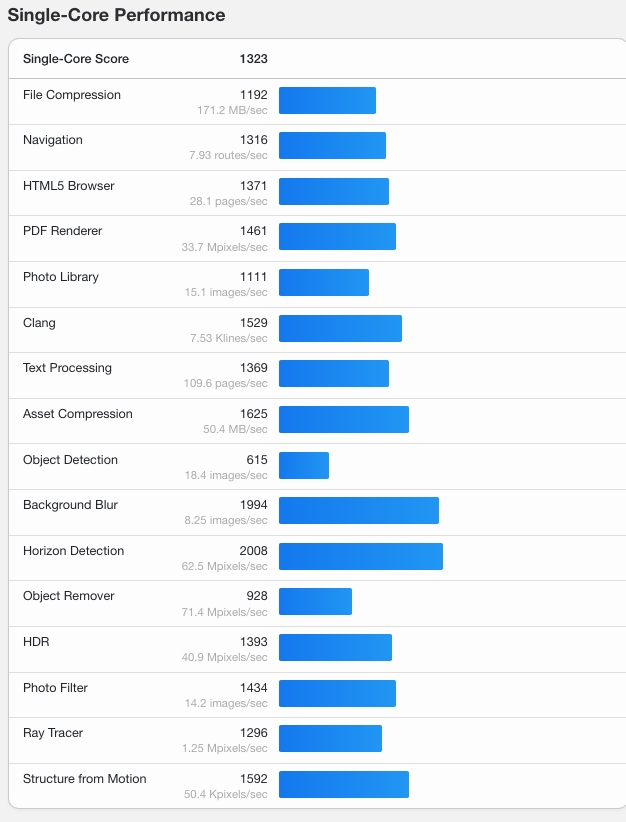 Single-Core Performance
Single-Core Score 1323
File Compression 1192
171.2 MB/sec
Navigation 1316
7.93 routes/sec
HTML5 Browser 1371
28.1 pages/sec
PDF Renderer 1461
33.7 Mpixels/sec
Photo Library 1111
15.1 images/sec
Clang 1529
7.53 Klines/sec
Text Processing 1369
109.6 pages/sec
Asset Compression 1625
50.4 MB/sec
Object Detection 615
18.4 images/sec
Background Blur 1994
8.25 images/sec
Horizon Detection 2008
62.5 Mpixels/sec
Object Remover 928
71.4 Mpixels/sec
HDR 1393
40.9 Mpixels/sec
Photo Filter 1434
14.2 images/sec
Ray Tracer 1296
1.25 Mpixels/sec
Structure from Motion 1592
50.4 Kpixels/sec